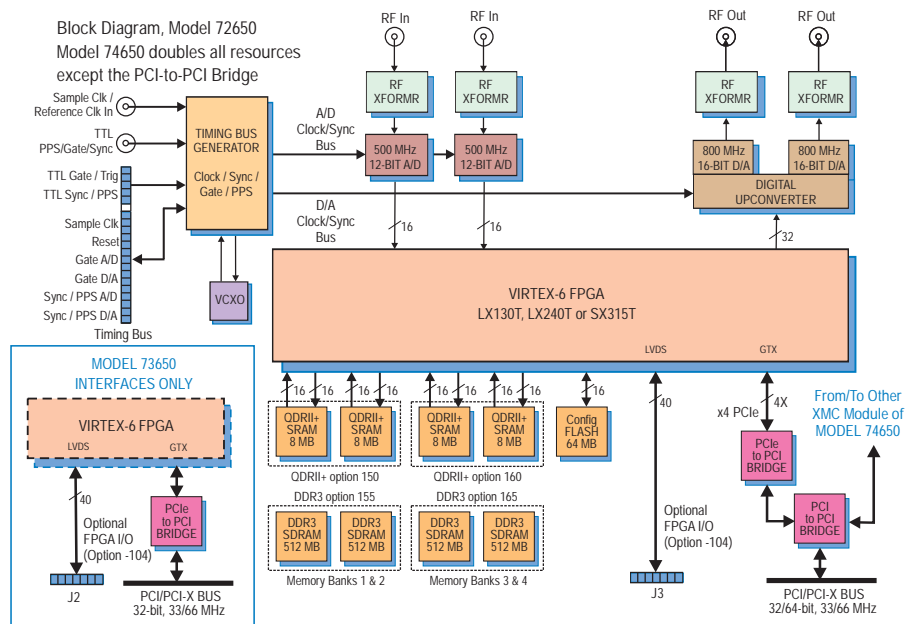 Block Diagram, Model 72650
Model 74650 doubles all resources
except the PCI-to-PCI Bridge
RF In
RF In
RF Out
RF Out
Sample Clk /
Reference Clk In
TTL
PPS/Gate/Sync
TTL Gate / Trig
TTL Sync / PPS
Sample Clk
Reset
Gate A/D
Gate D/A
Sync / PPS A/D
Sync / PPS D/A
Timing Bus
TIMING BUS
GENERATOR
Clock / Sync /
Gate / PPS
VCXO
A/D
Clock/Sync
Bus
D/A
Clock/Sync
Bus
RF
XFORMR
RF
XFORMR
RF
XFORMR
RF
XFORMR
500 MHz
12-BIT A/D
500 MHz
12-BIT A/D
800 MHz
16-BIT D/A
800 MHz
16-BIT D/A
DIGITAL
UPCONVERTER
16
16
32
VIRTEX-6 FPGA
LX130T, LX240T or SX315T
LVDS
GTX
16
16
16
16
16
16
16
16
16
40
4X
x4 PCIe
QDRII+
SRAM
8 MB
QDRII+
SRAM
8 MB
QDRII+
SRAM
8 MB
QDRII+
SRAM
8 MB
Config
FLASH
64 MB
QDRII+ option 150
QDRII+ option 160
DDR3 option 155
DDR3 option 165
DDR3
SDRAM
512 MB
DDR3
SDRAM
512 MB
DDR3
SDRAM
512 MB
DDR3
SDRAM
512 MB
Memory Banks 1 & 2
Memory Banks 3 & 4
Optional
FPGA I/O
(Option -104)
J3
From/To Other
XMC Module of
MODEL 74650
PCIe
to PCI
BRIDGE
PCI
to PCI
BRIDGE
PCI/PCI-X BUS
32/64-bit, 33/66 MHz
MODEL 73650
INTERFACES ONLY
VIRTEX-6 FPGA
LVDS
GTX
40
PCIe
to PCI
BRIDGE
Optional
FPGA I/O
(Option -104)
J2
PCI/PCI-X BUS
32-bit, 33/66 MHz